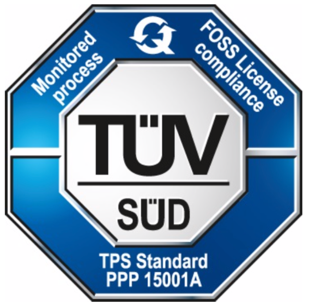 Monitored
process
FOSS License
compliance
TÜV
SÜD
TPS Standard
PPP 15001A